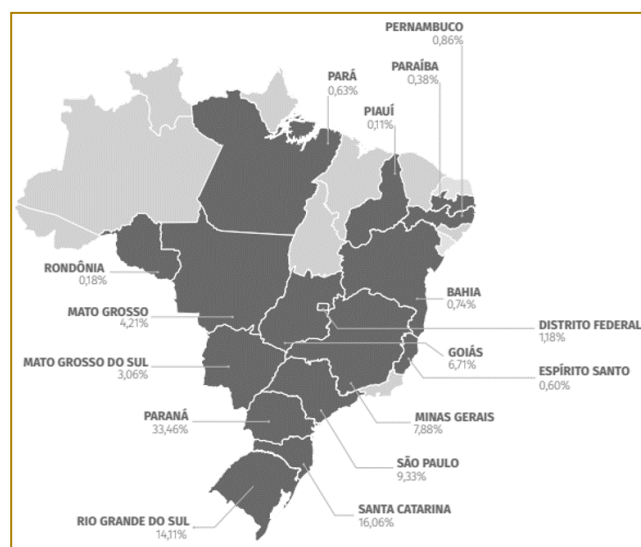 PERNAMBUCO
0,86%
PARAÍBA
0,38%
PARÁ
0,63%
PIAUÍ
0,11%
RONDÔNIA
0,18%
BAHIA
0,74%
MATO GROSSO
4,21%
DISTRITO FEDERAL
1,18%
GOIÁS
6,71%
MATO GROSSO DO SUL
3,06%
ESPÍRITO SANTO
0,60%
PARANÁ
33,46%
MINAS GERAIS
7,88%
SÃO PAULO
9,33%
SANTA CATARINA
16,06%
RIO GRANDE DO SUL
14,11%